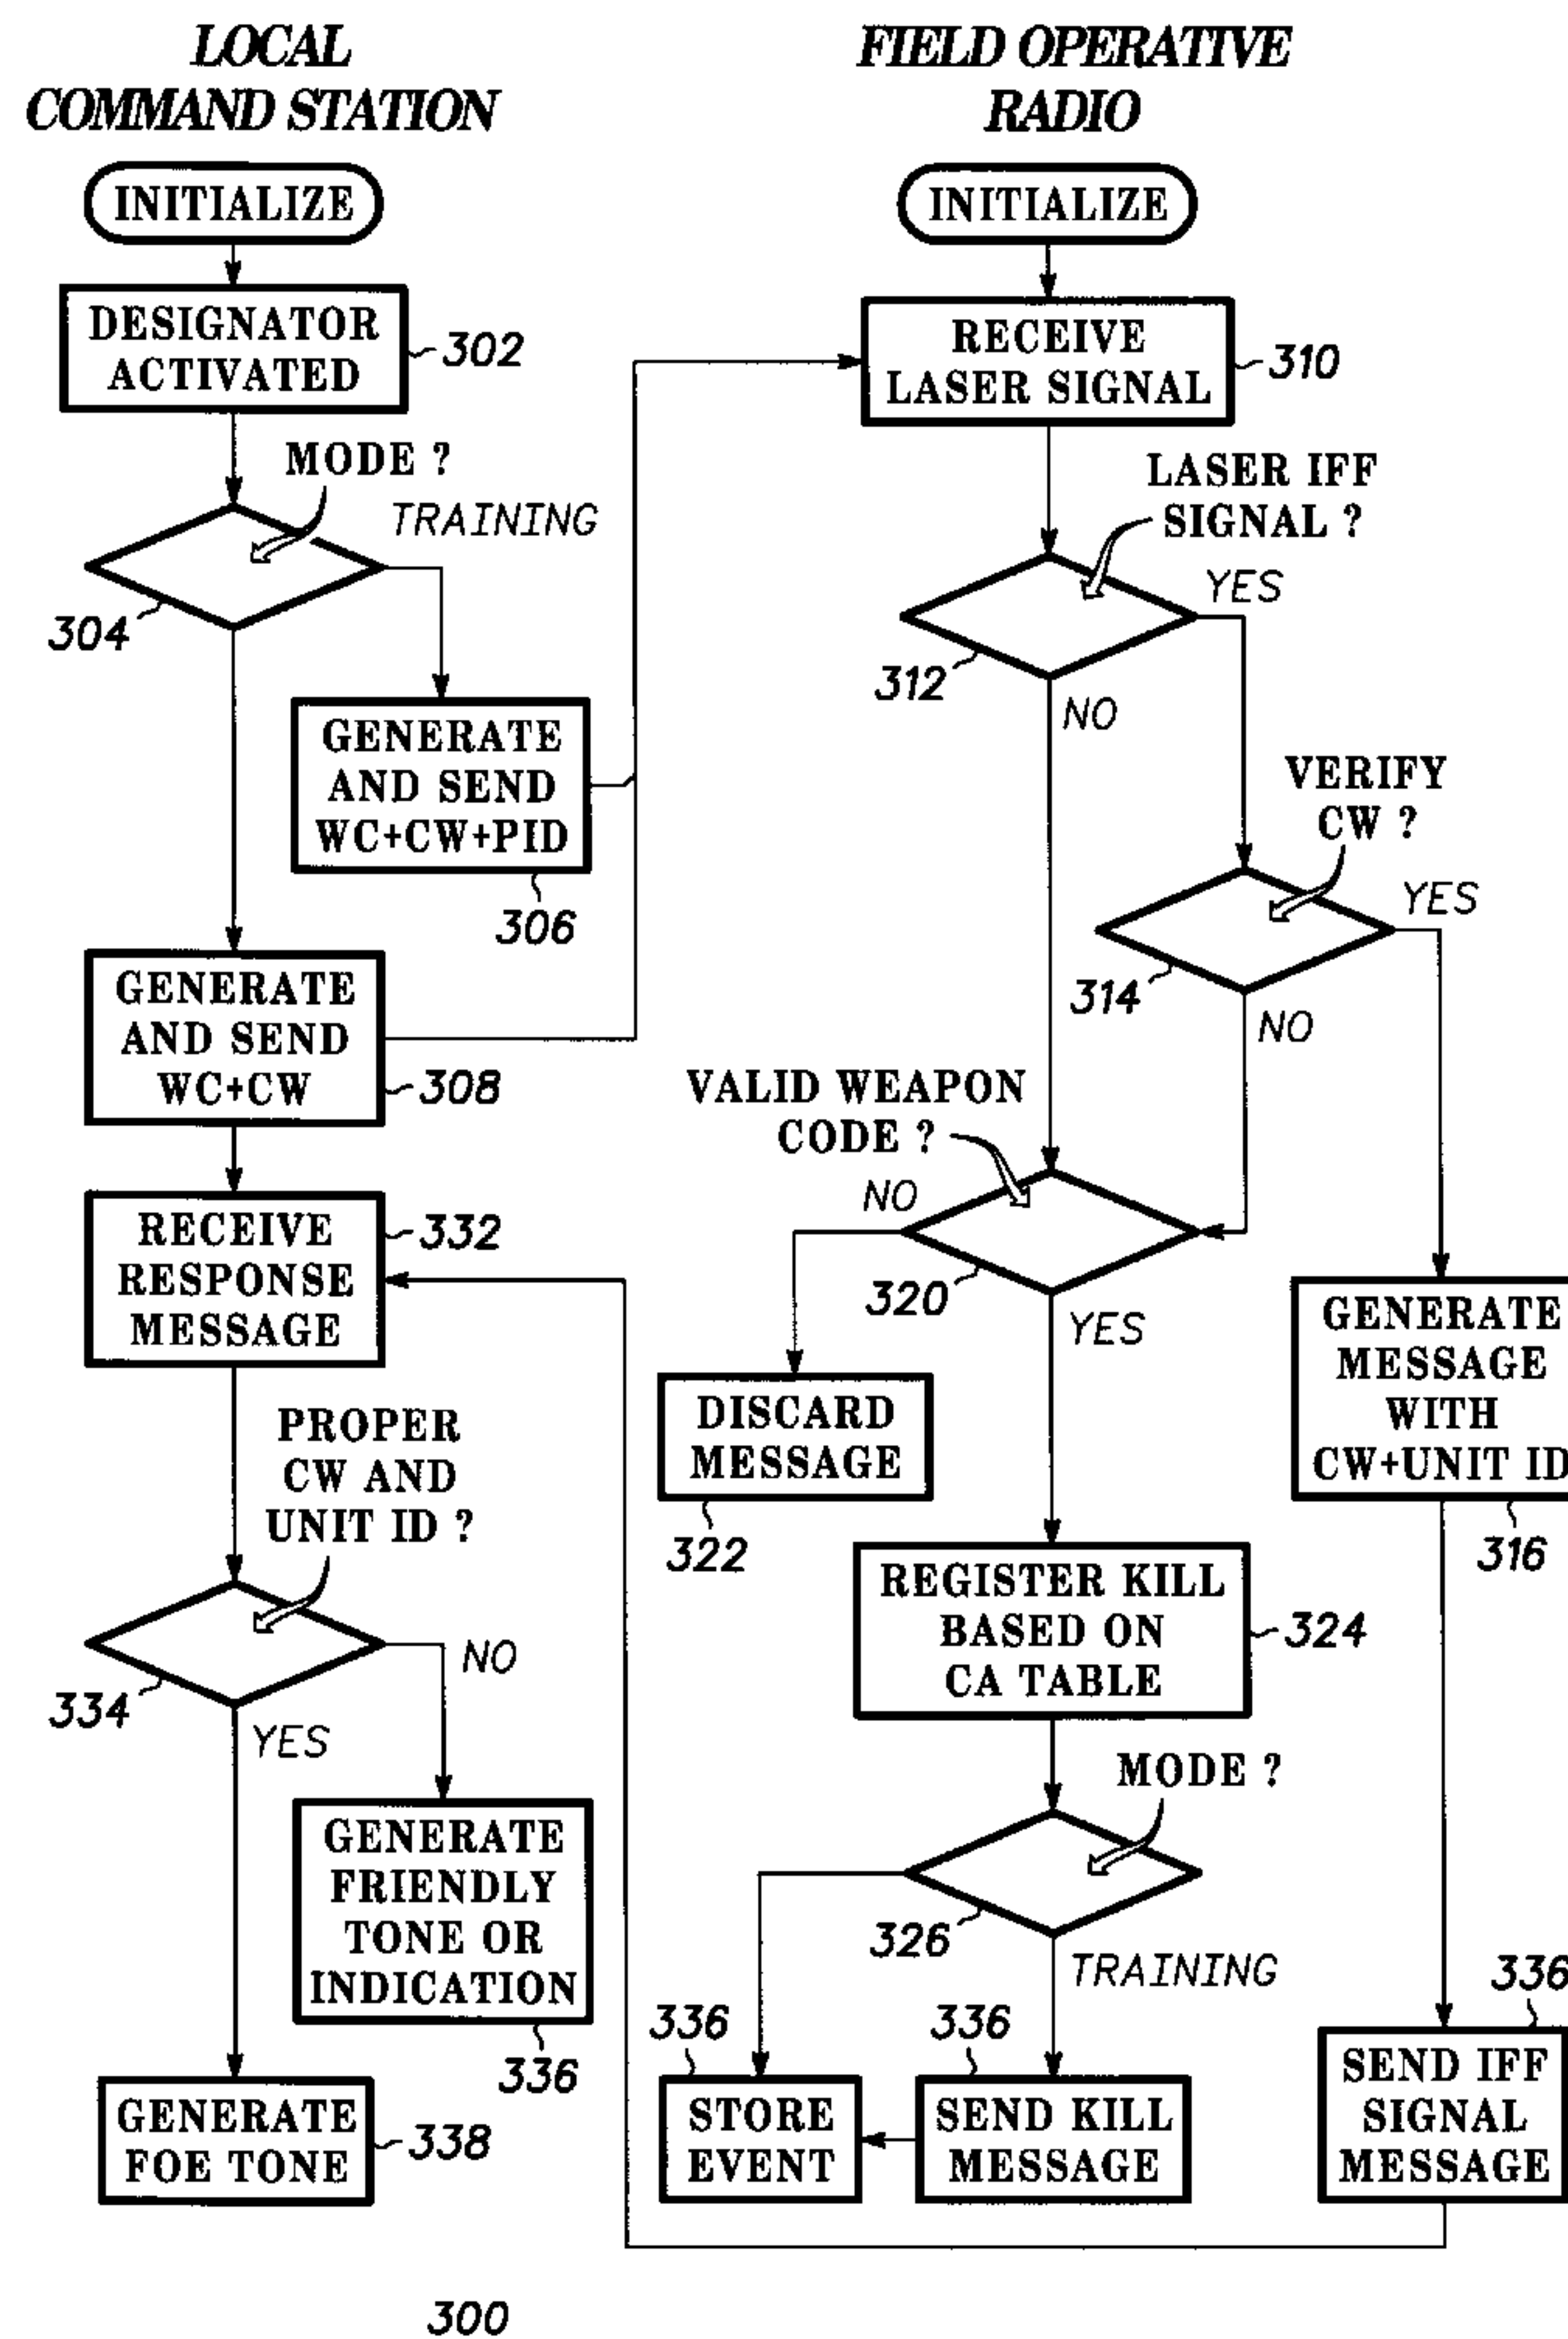 LOCAL
COMMAND STATION
INITIALIZE
DESIGNATOR
ACTIVATED
302
MODE ?
TRAINING
304
GENERATE
AND SEND
WC+CW+PID
306
GENERATE
AND SEND
WC+CW
308
RECEIVE
RESPONSE
MESSAGE
332
PROPER
CW AND
UNIT ID ?
334
NO
YES
GENERATE
FRIENDLY
TONE OR
INDICATION
336
GENERATE
FOE TONE
338
FIELD OPERATIVE
RADIO
INITIALIZE
RECEIVE
LASER SIGNAL
310
LASER IFF
SIGNAL ?
YES
312
NO
VERIFY
CW ?
YES
314
NO
VALID WEAPON
CODE ?
NO
320
YES
DISCARD
MESSAGE
322
GENERATE
MESSAGE
WITH
CW+UNIT ID
316
REGISTER KILL
BASED ON
CA TABLE
324
MODE ?
326
TRAINING
336
STORE
EVENT
336
SEND KILL
MESSAGE
336
SEND IFF
SIGNAL
MESSAGE
300